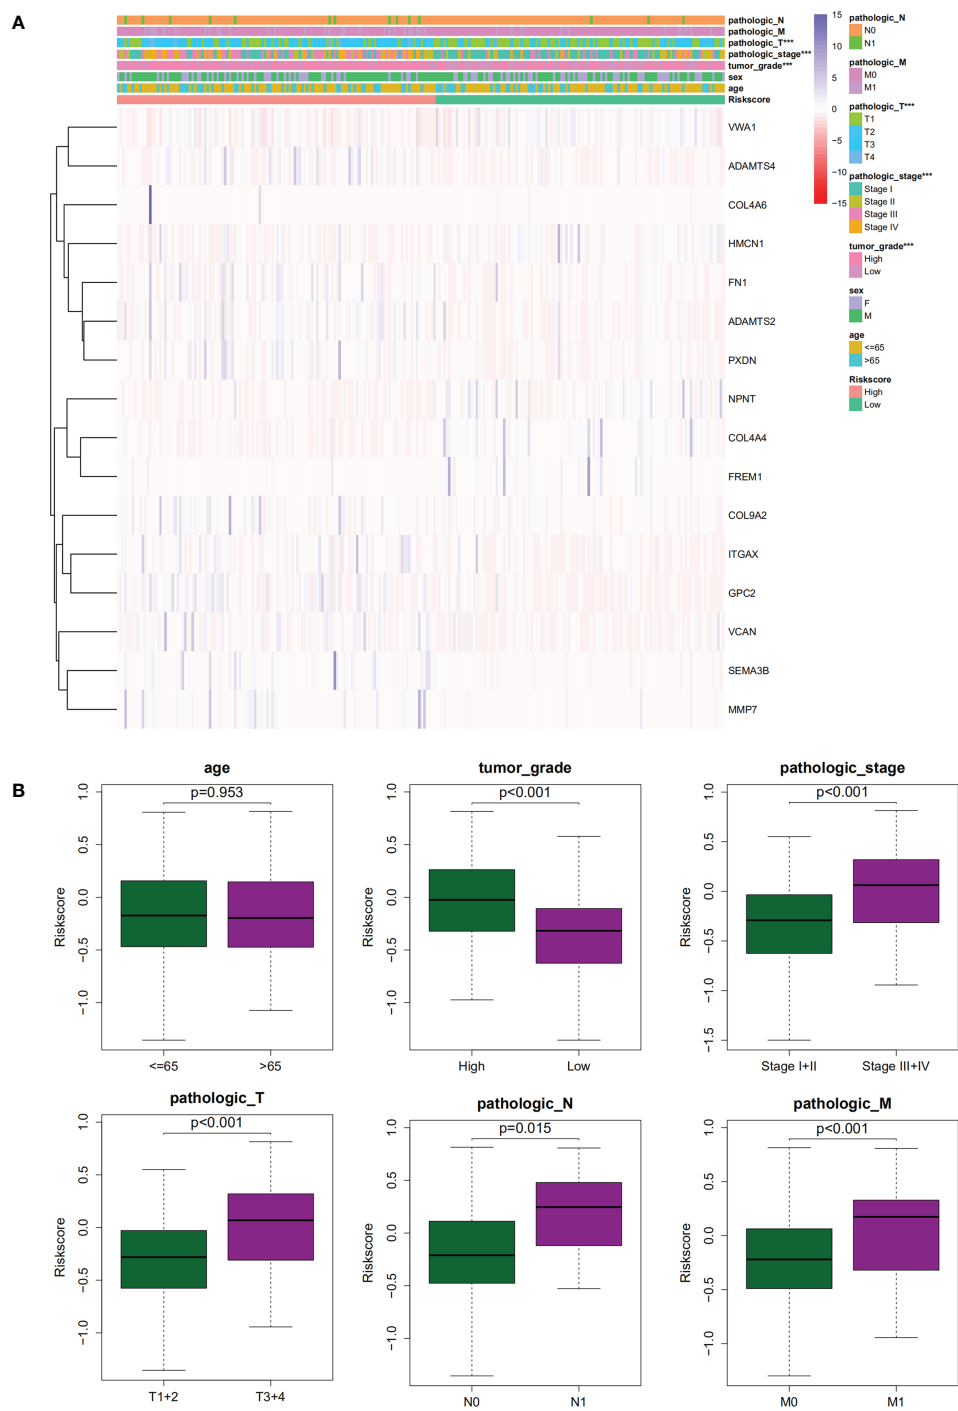 A
pathologic_N
pathologic_M
pathologic_T***
pathologic_stage***
tumor_grade***
sex
age
Riskscore
VWA1
ADAMTS4
COL4A6
HMCN1
FN1
ADAMTS2
PXDN
NPNT
COL4A4
FREM1
COL9A2
ITGAX
GPC2
VCAN
SEMA3B
MMP7
15
10
5
0
−5
−10
−15
pathologic_N
N0
N1
pathologic_M
M0
M1
pathologic_T***
T1
T2
T3
T4
pathologic_stage***
Stage I
Stage II
Stage III
Stage IV
tumor_grade***
High
Low
sex
F
M
age
<=65
>65
Riskscore
High
Low
B
age
p=0.953
Riskscore
1.0
0.5
0.0
−0.5
−1.0
<=65
>65
tumor_grade
p<0.001
Riskscore
1.0
0.5
0.0
−0.5
−1.0
High
Low
pathologic_stage
p<0.001
Riskscore
1.0
0.5
0.0
−0.5
−1.0
−1.5
Stage I+II
Stage III+IV
pathologic_T
p<0.001
Riskscore
1.0
0.5
0.0
−0.5
−1.0
T1+2
T3+4
pathologic_N
p=0.015
Riskscore
1.0
0.5
0.0
−0.5
−1.0
N0
N1
pathologic_M
p<0.001
Riskscore
1.0
0.5
0.0
−0.5
−1.0
M0
M1